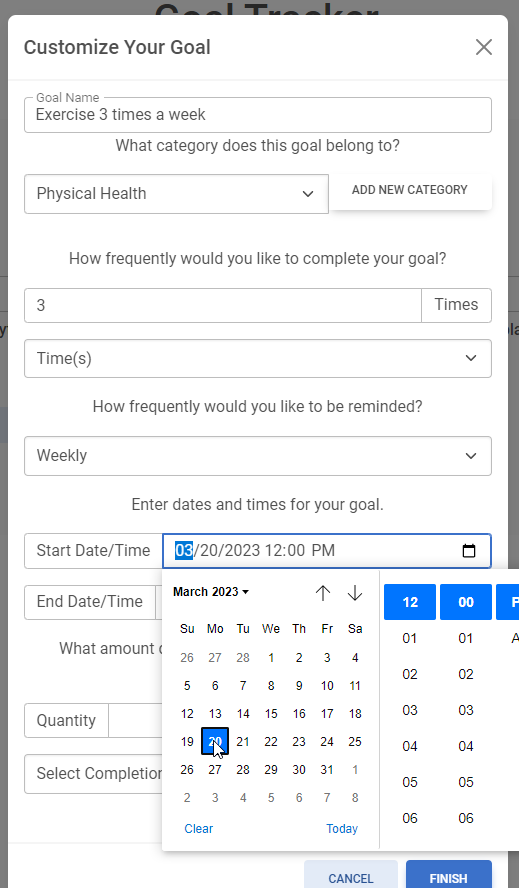 Goal Tracker
Customize Your Goal
Goal Name
Exercise 3 times a week
What category does this goal belong to?
Physical Health
ADD NEW CATEGORY
How frequently would you like to complete your goal?
3 Times
Time(s)
How frequently would you like to be reminded?
Weekly
Enter dates and times for your goal.
Start Date/Time 03/20/2023 12:00 PM
End Date/Time
What amount
Quantity
Select Completion
March 2023
Su Mo Tu We Th Fr Sa
26 27 28 1 2 3 4
5 6 7 8 9 10 11
12 13 14 15 16 17 18
19 20 21 22 23 24 25
26 27 28 29 30 31 1
2 3 4 5 6 7 8
Clear Today
12 00 P
01 01 A
02 02
03 03
04 04
05 05
06 06
CANCEL FINISH